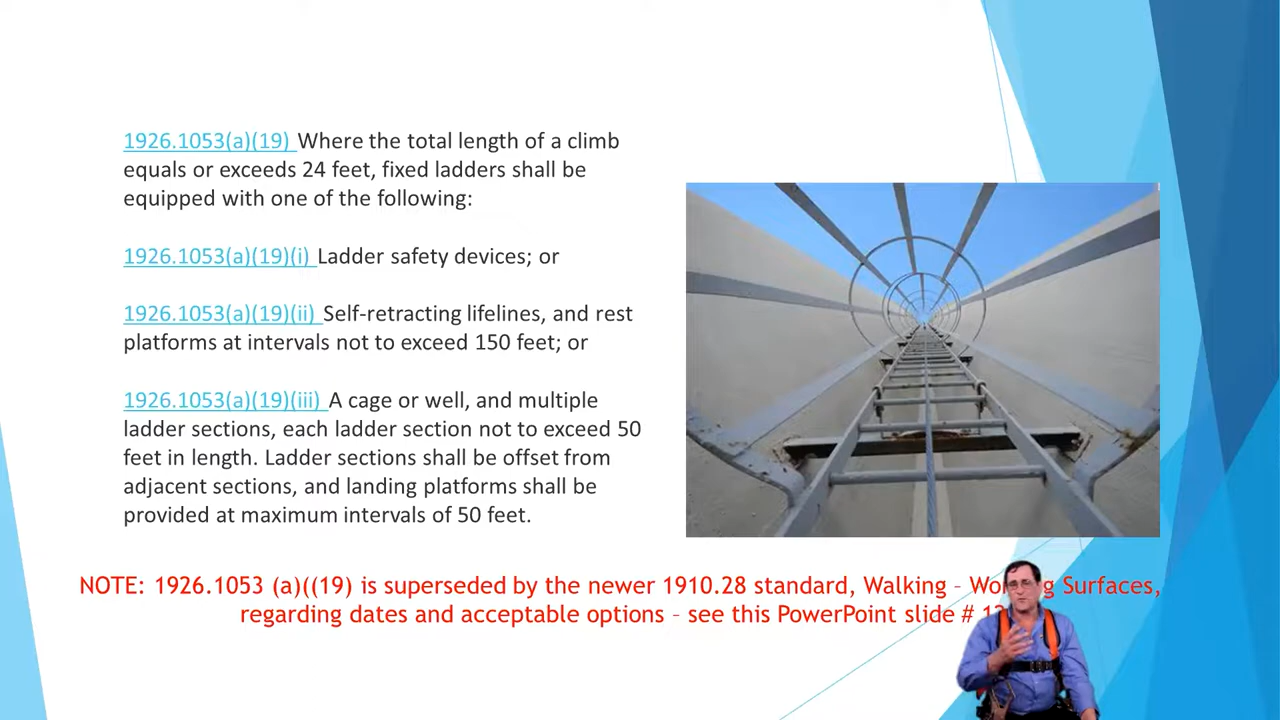 1926.1053(a)(19) Where the total length of a climb
equals or exceeds 24 feet, fixed ladders shall be
equipped with one of the following:
1926.1053(a)(19)(i) Ladder safety devices; or
1926.1053(a)(19)(ii) Self-retracting lifelines, and rest
platforms at intervals not to exceed 150 feet; or
1926.1053(a)(19)(iii) A cage or well, and multiple
ladder sections, each ladder section not to exceed 50
feet in length. Ladder sections shall be offset from
adjacent sections, and landing platforms shall be
provided at maximum intervals of 50 feet.
NOTE: 1926.1053 (a)((19) is superseded by the newer 1910.28 standard, Walking – Surfaces,
regarding dates and acceptable options – see this PowerPoint slide #